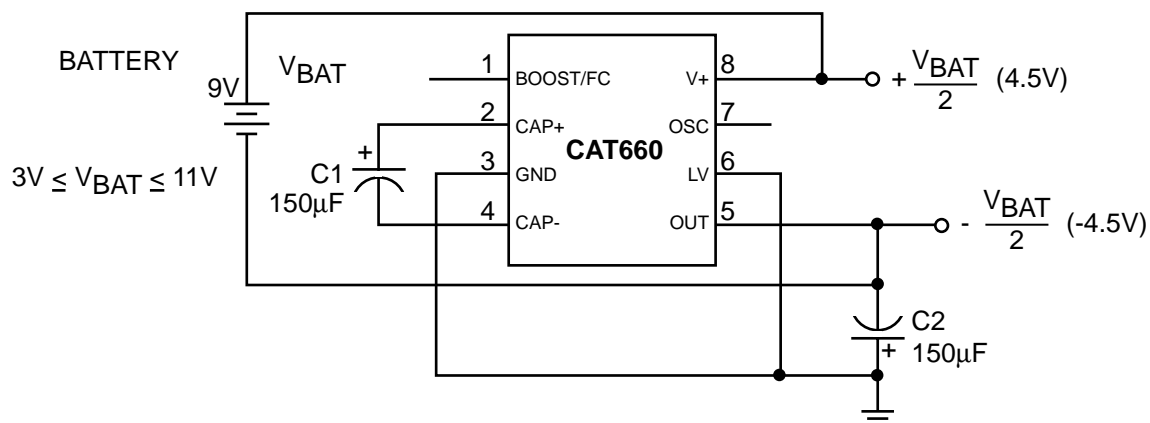 BATTERY
9V
VBAT
3V ≤ VBAT ≤ 11V
+
C1
150µF
1
2
3
4
BOOST/FC
CAP+
GND
CAP-
CAT660
V+
OSC
LV
OUT
8
7
6
5
+ VBAT
2
(4.5V)
- VBAT
2
(-4.5V)
C2
+
150µF